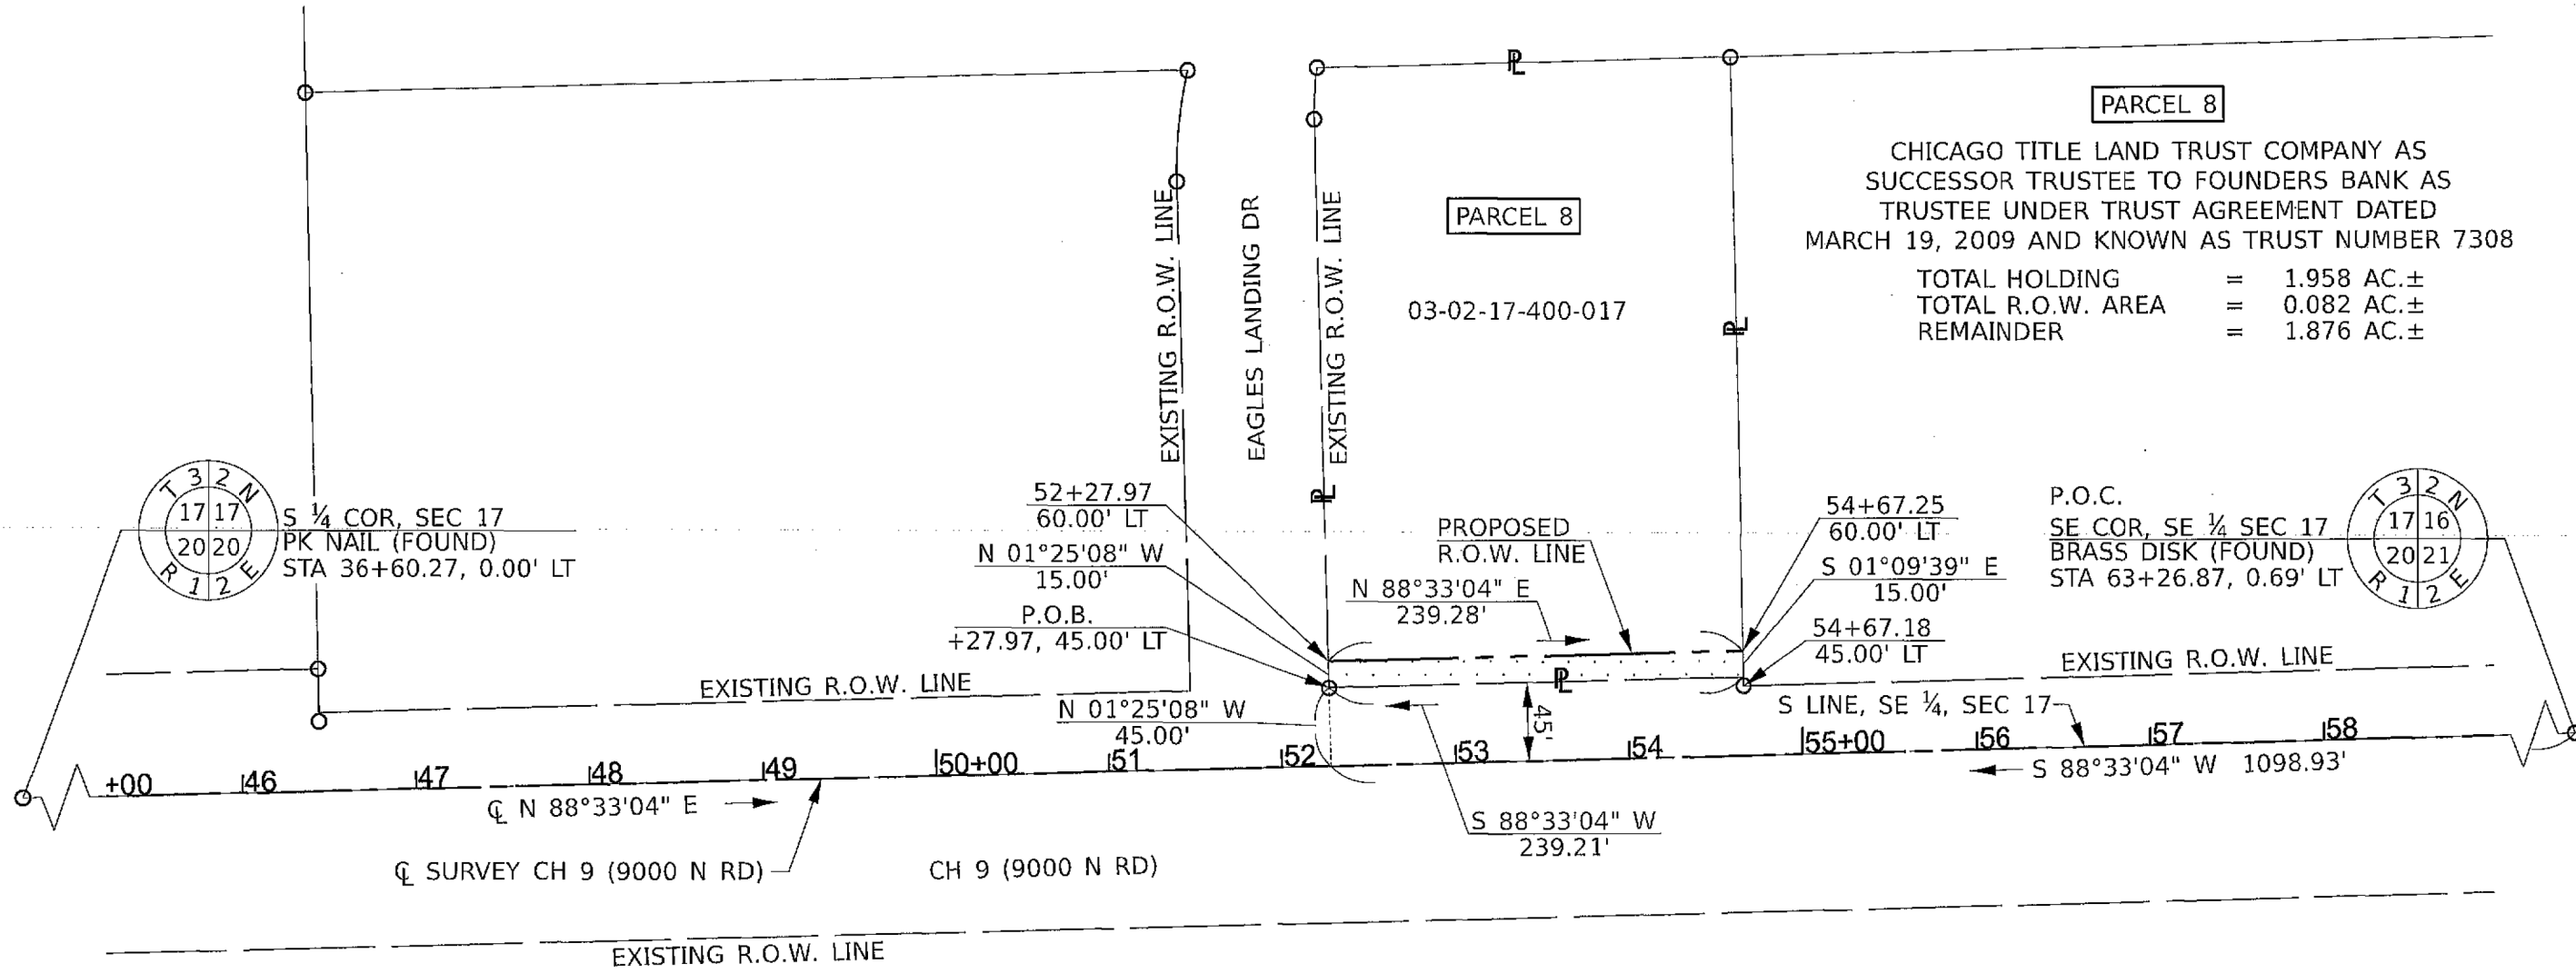 PARCEL 8
CHICAGO TITLE LAND TRUST COMPANY AS
SUCCESSOR TRUSTEE TO FOUNDERS BANK AS
TRUSTEE UNDER TRUST AGREEMENT DATED
MARCH 19, 2009 AND KNOWN AS TRUST NUMBER 7308
TOTAL HOLDING = 1.958 AC.±
TOTAL R.O.W. AREA = 0.082 AC.±
REMAINDER = 1.876 AC.±
PARCEL 8
03-02-17-400-017
℄
EXISTING R.O.W. LINE
EAGLES LANDING DR
EXISTING R.O.W. LINE
T 3 2 N
17 17
20 20
R 1 2 E
S ¼ COR, SEC 17
PK NAIL (FOUND)
STA 36+60.27, 0.00' LT
52+27.97
60.00' LT
N 01°25'08" W
15.00'
P.O.B.
+27.97, 45.00' LT
N 01°25'08" W
45.00'
PROPOSED
R.O.W. LINE
N 88°33'04" E
239.28'
54+67.25
60.00' LT
S 01°09'39" E
15.00'
54+67.18
45.00' LT
P.O.C.
SE COR, SE ¼ SEC 17
BRASS DISK (FOUND)
STA 63+26.87, 0.69' LT
T 3 2 N
17 16
20 21
R 1 2 E
EXISTING R.O.W. LINE
EXISTING R.O.W. LINE
S LINE, SE ¼, SEC 17
45'
+00 46 47 48 49 50+00 51 52 53 54 55+00 56 57 58
℄ N 88°33'04" E
S 88°33'04" W 1098.93'
S 88°33'04" W
239.21'
℄ SURVEY CH 9 (9000 N RD)
CH 9 (9000 N RD)
EXISTING R.O.W. LINE